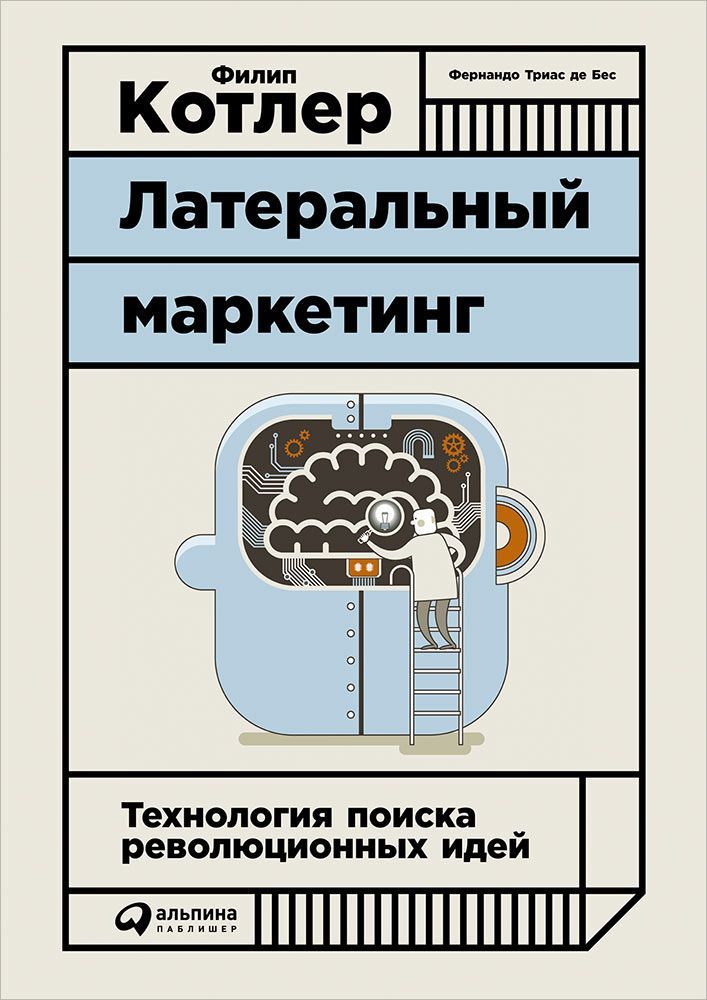 Филип
Котлер
Фернандо Триас де Бес
Латеральный
маркетинг
Технология поиска
революционных идей
альпина
ПАБЛИШЕР